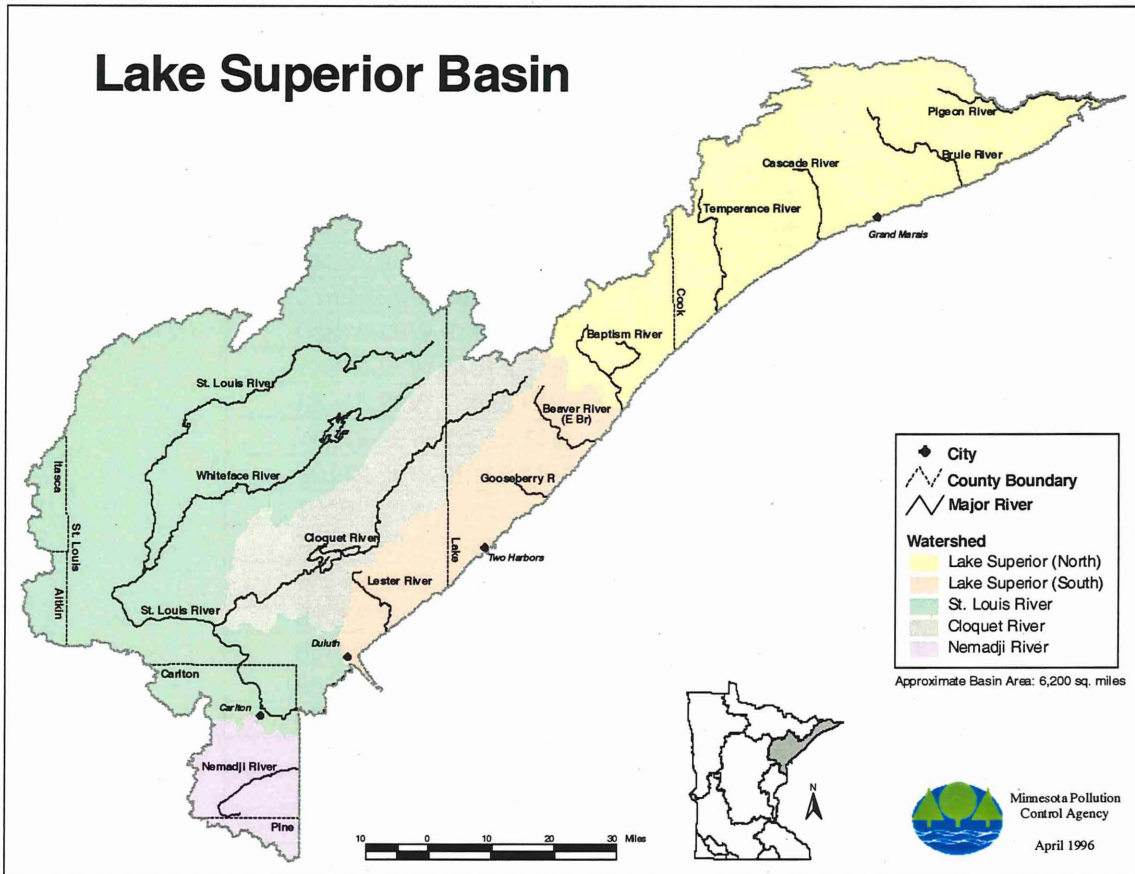 Lake Superior Basin
Pigeon River
Brule River
Cascade River
Temperance River
Grand Marais
Cook
Baptism River
St. Louis River
Beaver River
(E Br)
Whiteface River
Gooseberry R
Itasca
St. Louis
Cloquet River
Lake
Two Harbors
Lester River
Aitkin
St. Louis River
Duluth
Carlton
Carlton
Nemadji River
Pine
City
County Boundary
Major River
Watershed
Lake Superior (North)
Lake Superior (South)
St. Louis River
Cloquet River
Nemadji River
Approximate Basin Area: 6,200 sq. miles
N
10 0 10 20 30 Miles
Minnesota Pollution
Control Agency
April 1996